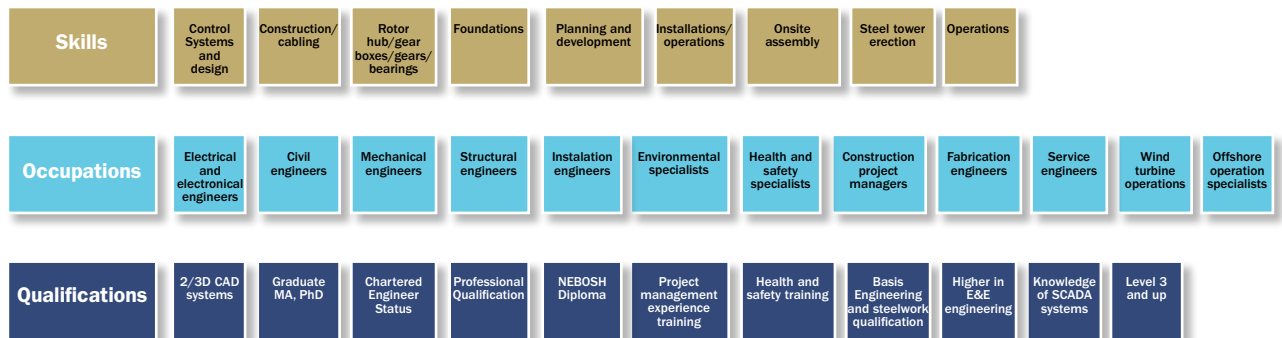 Skills
Control
Systems
and
design
Construction/
cabling
Rotor
hub/gear
boxes/gears/
bearings
Foundations
Planning and
development
Installations/
operations
Onsite
assembly
Steel tower
erection
Operations
Occupations
Electrical
and
electronical
engineers
Civil
engineers
Mechanical
engineers
Structural
engineers
Instalation
engineers
Environmental
specialists
Health and
safety
specialists
Construction
project
managers
Fabrication
engineers
Service
engineers
Wind
turbine
operations
Offshore
operation
specialists
Qualifications
2/3D CAD
systems
Graduate
MA, PhD
Chartered
Engineer
Status
Professional
Qualification
NEBOSH
Diploma
Project
management
experience
training
Health and
safety training
Basis
Engineering
and steelwork
qualification
Higher in
E&E
engineering
Knowledge
of SCADA
systems
Level 3
and up